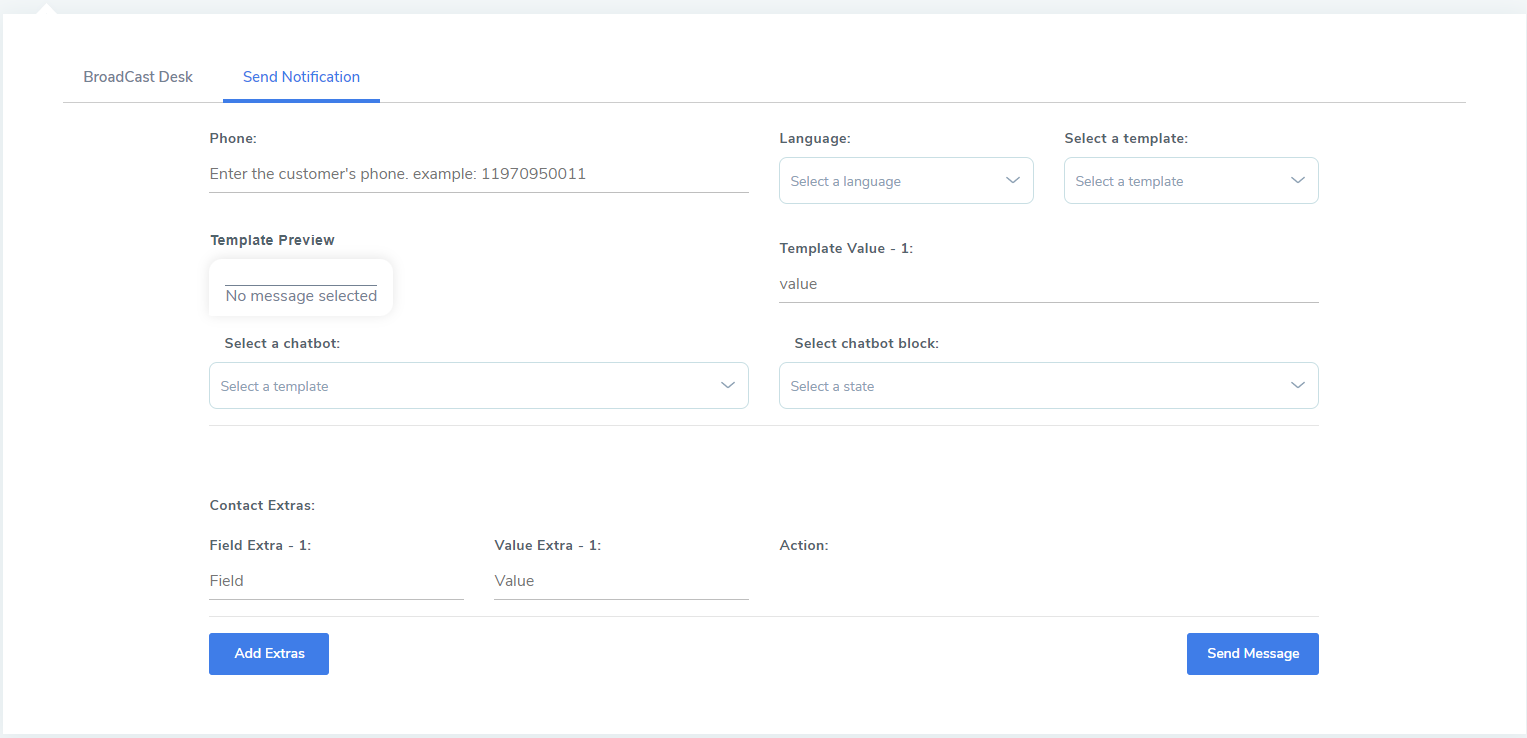 BroadCast Desk Send Notification
Phone: Language: Select a template:
Enter the customer's phone. example: 11970950011 Select a language Select a template
Template Preview
Template Value - 1:
value
No message selected
Select a chatbot: Select chatbot block:
Select a template Select a state
Contact Extras:
Field Extra - 1: Value Extra - 1: Action:
Field Value
Add Extras Send Message